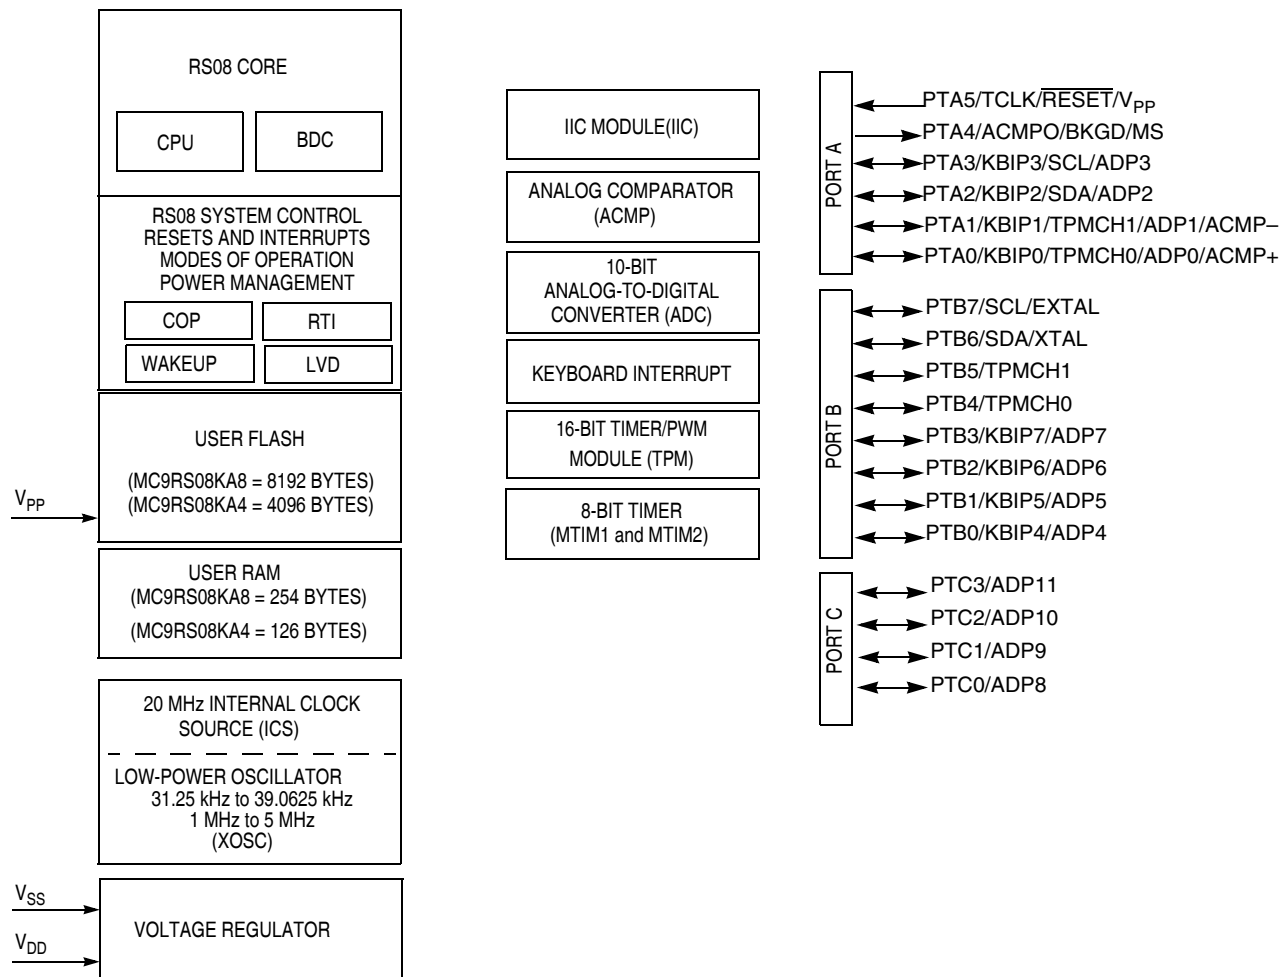 RS08 CORE
CPU
BDC
RS08 SYSTEM CONTROL
RESETS AND INTERRUPTS
MODES OF OPERATION
POWER MANAGEMENT
COP
RTI
WAKEUP
LVD
USER FLASH
(MC9RS08KA8 = 8192 BYTES)
(MC9RS08KA4 = 4096 BYTES)
VPP
USER RAM
(MC9RS08KA8 = 254 BYTES)
(MC9RS08KA4 = 126 BYTES)
20 MHz INTERNAL CLOCK
SOURCE (ICS)
LOW-POWER OSCILLATOR
31.25 kHz to 39.0625 kHz
1 MHz to 5 MHz
(XOSC)
VSS
VDD
VOLTAGE REGULATOR
IIC MODULE(IIC)
ANALOG COMPARATOR
(ACMP)
10-BIT
ANALOG-TO-DIGITAL
CONVERTER (ADC)
KEYBOARD INTERRUPT
16-BIT TIMER/PWM
MODULE (TPM)
8-BIT TIMER
(MTIM1 and MTIM2)
PORT A
PTA5/TCLK/RESET/VPP
PTA4/ACMPO/BKGD/MS
PTA3/KBIP3/SCL/ADP3
PTA2/KBIP2/SDA/ADP2
PTA1/KBIP1/TPMCH1/ADP1/ACMP–
PTA0/KBIP0/TPMCH0/ADP0/ACMP+
PORT B
PTB7/SCL/EXTAL
PTB6/SDA/XTAL
PTB5/TPMCH1
PTB4/TPMCH0
PTB3/KBIP7/ADP7
PTB2/KBIP6/ADP6
PTB1/KBIP5/ADP5
PTB0/KBIP4/ADP4
PORT C
PTC3/ADP11
PTC2/ADP10
PTC1/ADP9
PTC0/ADP8